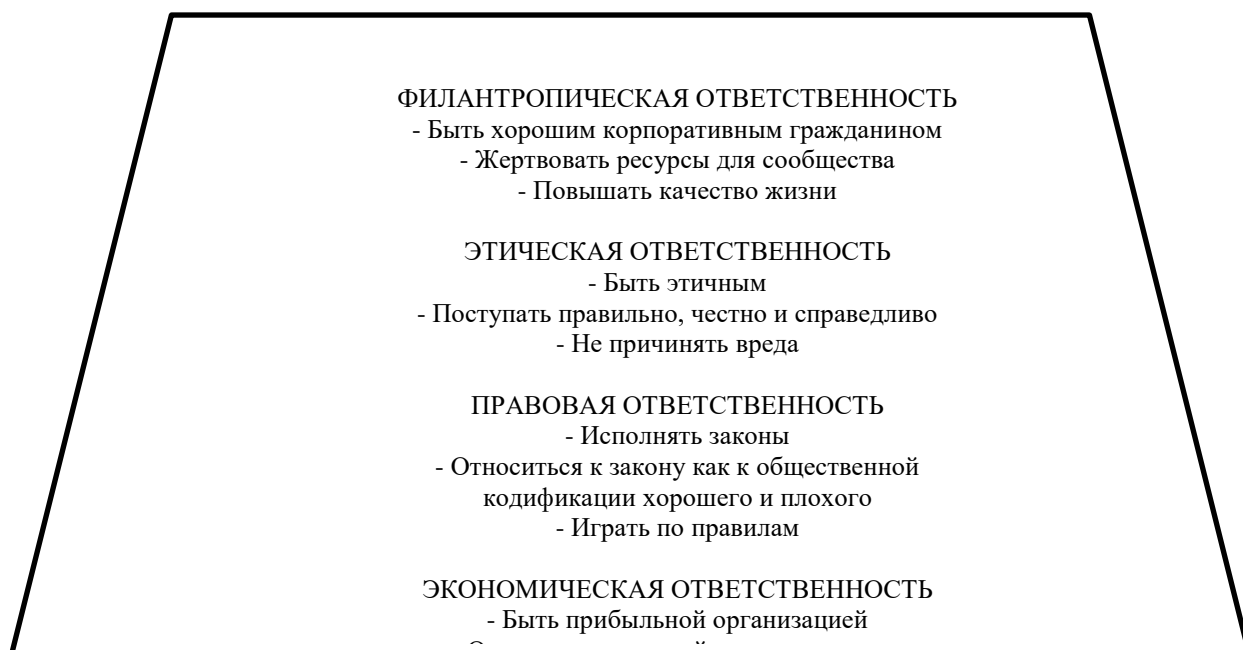 ФИЛАНТРОПИЧЕСКАЯ ОТВЕТСТВЕННОСТЬ
- Быть хорошим корпоративным гражданином
- Жертвовать ресурсы для сообщества
- Повышать качество жизни
ЭТИЧЕСКАЯ ОТВЕТСТВЕННОСТЬ
- Быть этичным
- Поступать правильно, честно и справедливо
- Не причинять вреда
ПРАВОВАЯ ОТВЕТСТВЕННОСТЬ
- Исполнять законы
- Относиться к закону как к общественной
кодификации хорошего и плохого
- Играть по правилам
ЭКОНОМИЧЕСКАЯ ОТВЕТСТВЕННОСТЬ
- Быть прибыльной организацией